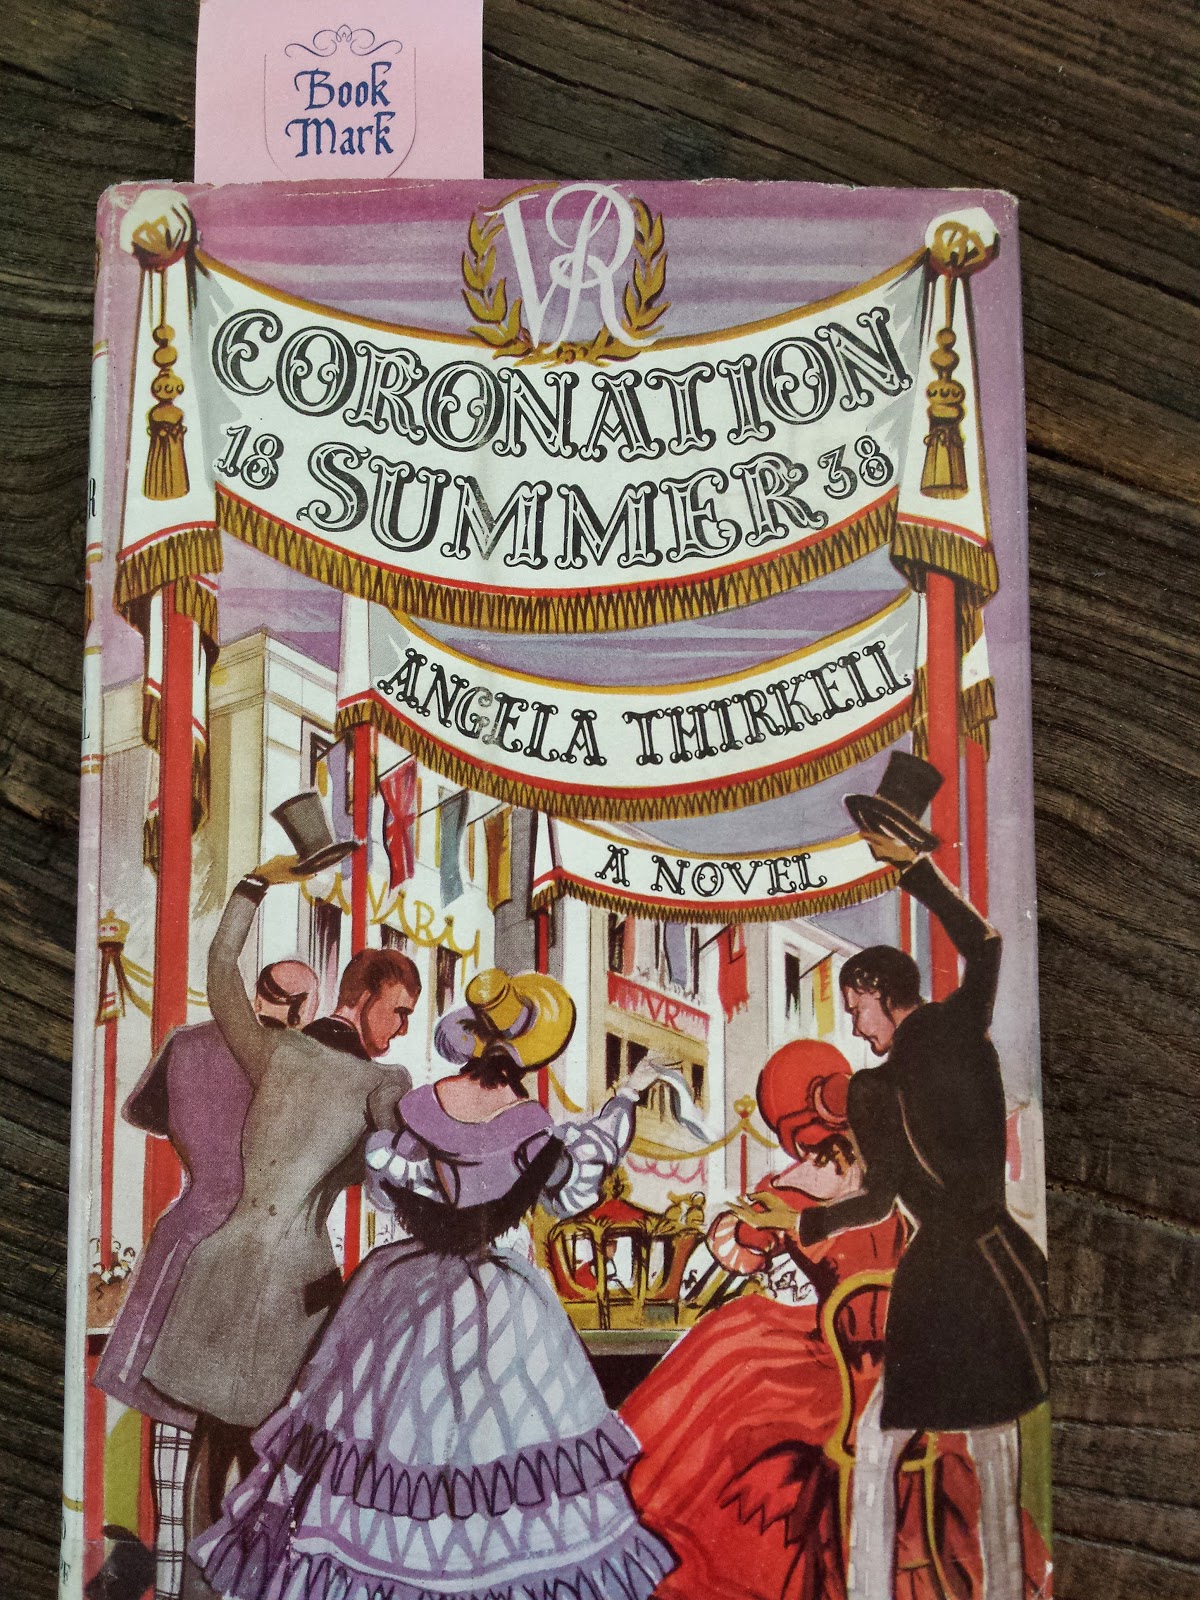 Book
Mark
VR
CORONATION
18 SUMMER 38
ANGELA THIRKELL
A NOVEL
VR